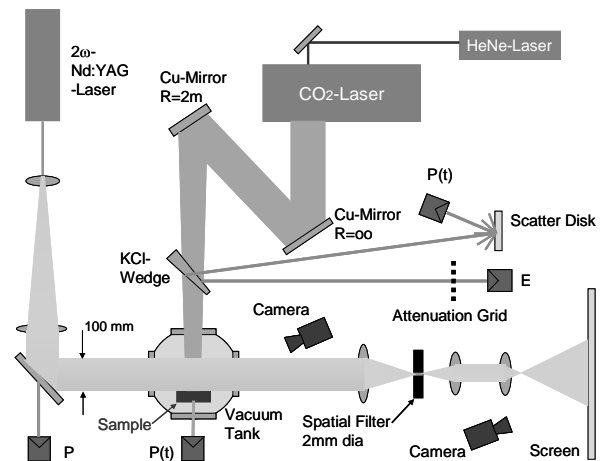 2ω-
Nd:YAG
-Laser
Cu-Mirror
R=2m
HeNe-Laser
CO2-Laser
P(t)
Scatter Disk
Cu-Mirror
R=oo
KCl-
Wedge
E
Attenuation Grid
Camera
100 mm
Sample
Vacuum
Tank
Spatial Filter
2mm dia
Camera
Screen
P
P(t)